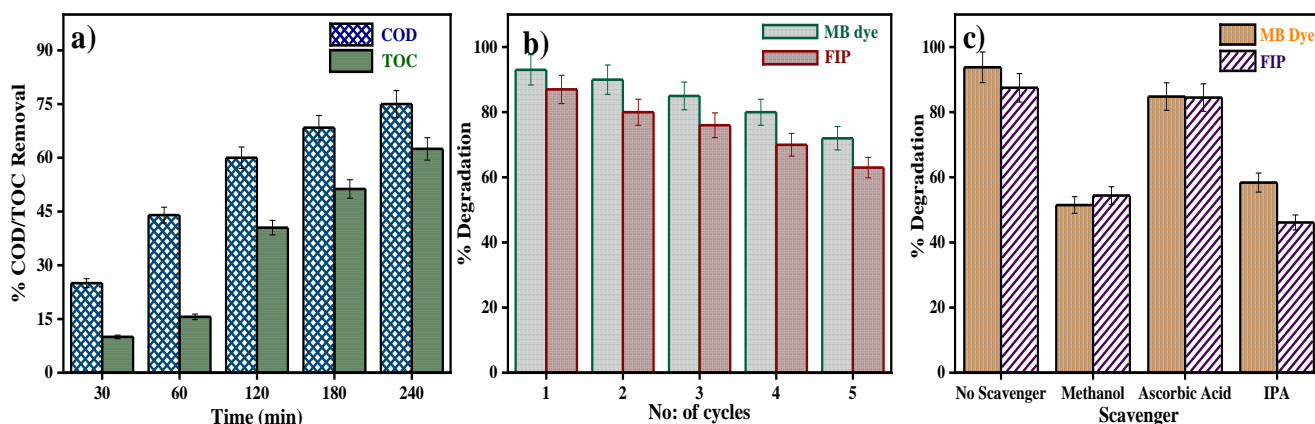 a)
COD
TOC
90
75
60
45
30
15
0
% COD/TOC Removal
30 60 120 180 240
Time (min)
b)
MB dye
FIP
100
80
60
40
20
0
% Degradation
1 2 3 4 5
No: of cycles
c)
MB Dye
FIP
100
80
60
40
20
0
% Degradation
No Scavenger Methanol Ascorbic Acid IPA
Scavenger